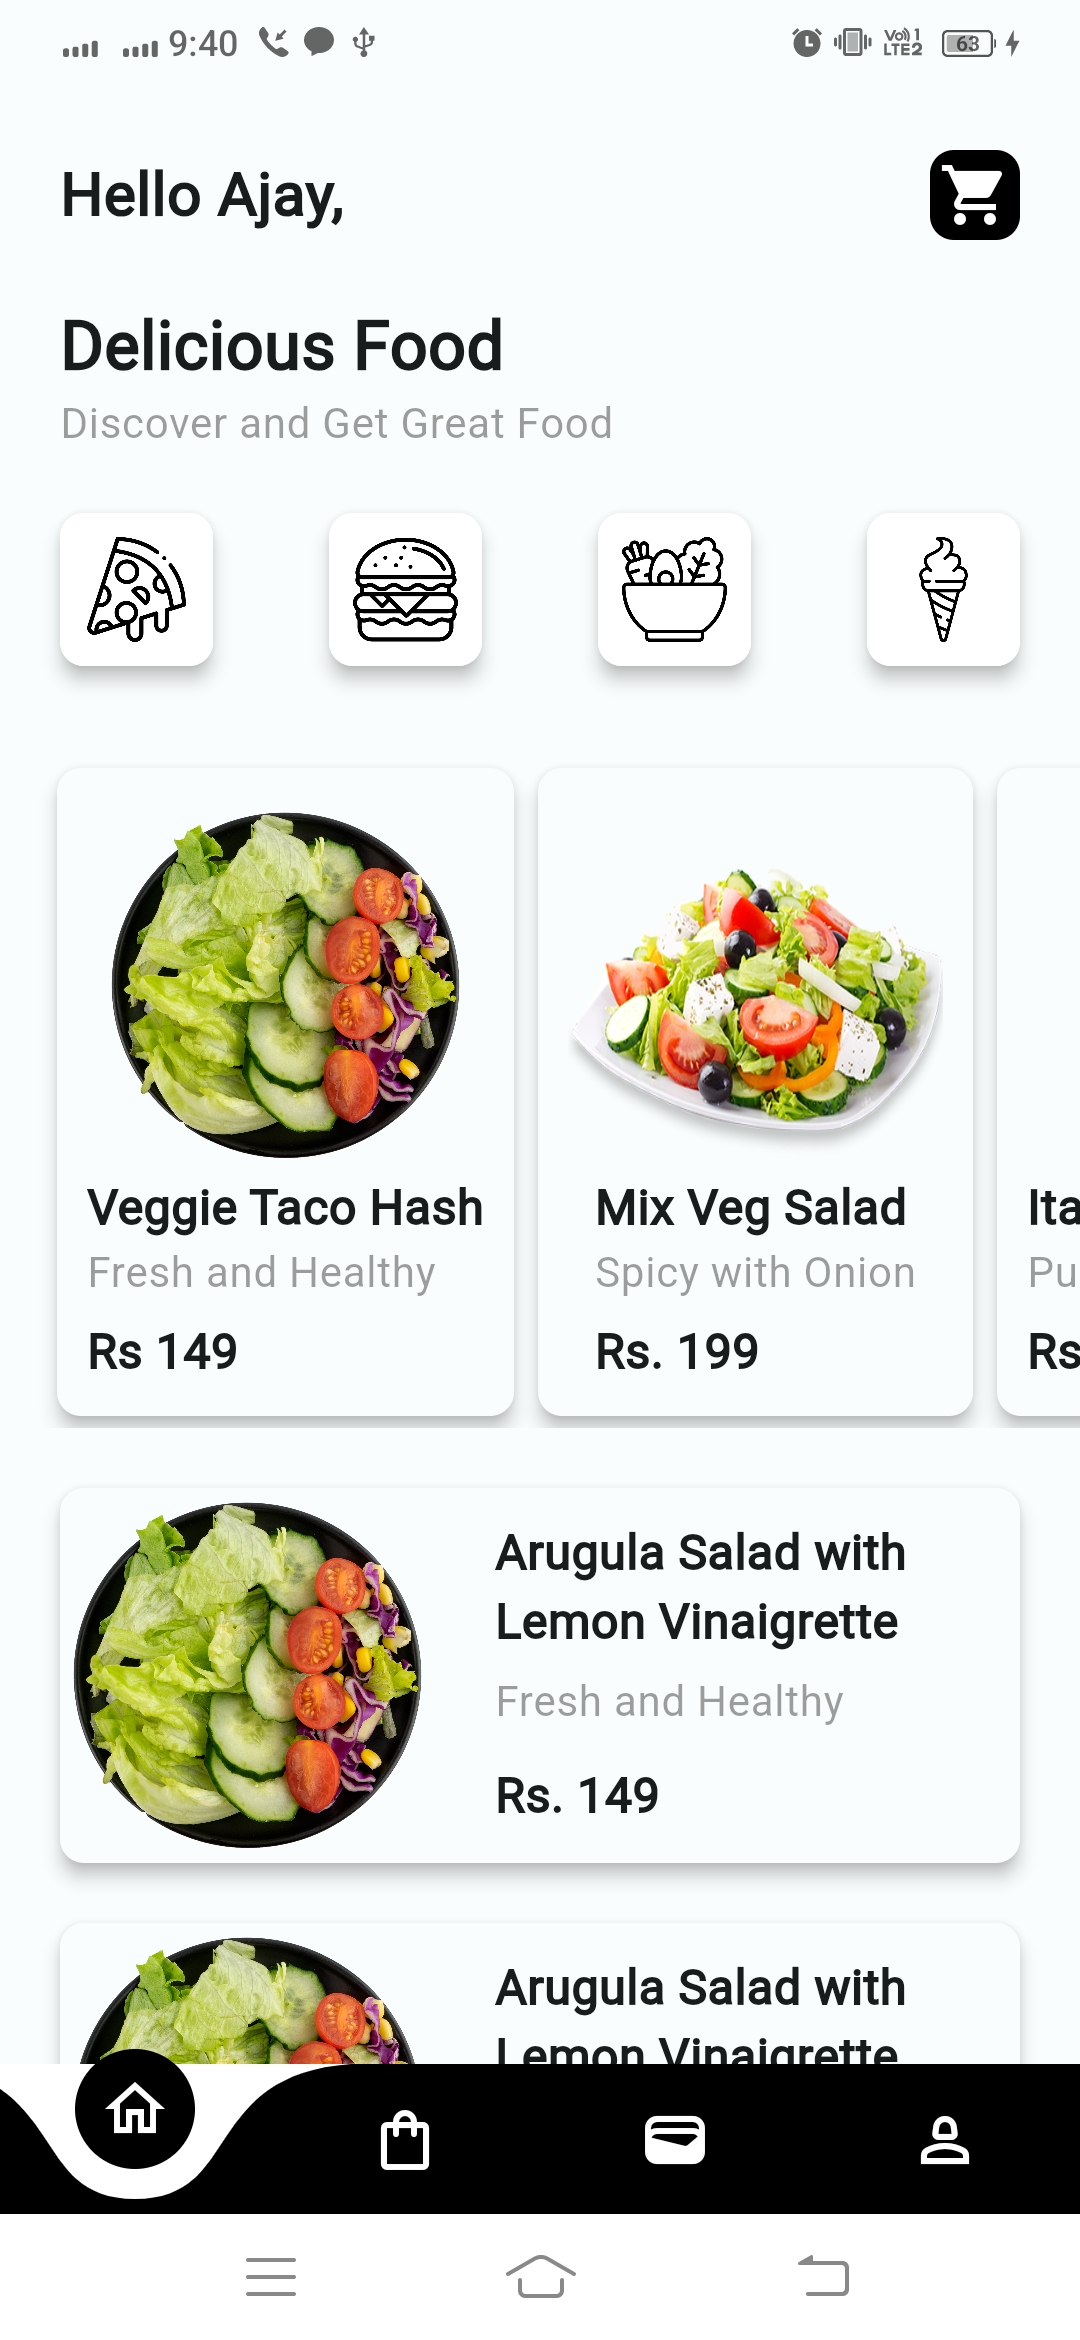 9:40
Vo)) 1
LTE2
63
Hello Ajay,
Delicious Food
Discover and Get Great Food
Veggie Taco Hash
Fresh and Healthy
Rs 149
Mix Veg Salad
Spicy with Onion
Rs. 199
Ita
Pu
Rs
Arugula Salad with
Lemon Vinaigrette
Fresh and Healthy
Rs. 149
Arugula Salad with
Lemon Vinaigrette